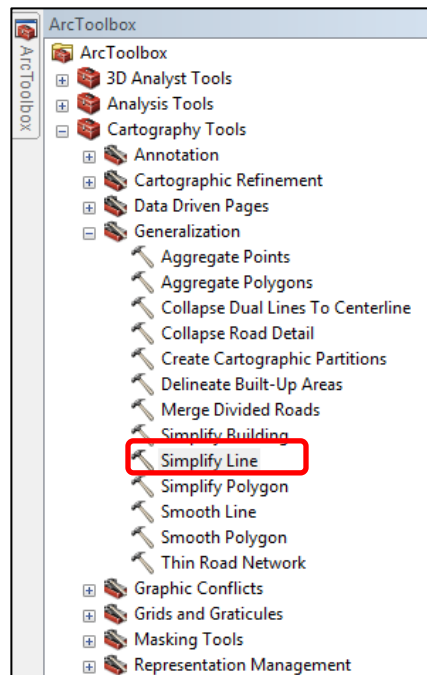 ArcToolbox
ArcToolbox
ArcToolbox
3D Analyst Tools
Analysis Tools
Cartography Tools
Annotation
Cartographic Refinement
Data Driven Pages
Generalization
Aggregate Points
Aggregate Polygons
Collapse Dual Lines To Centerline
Collapse Road Detail
Create Cartographic Partitions
Delineate Built-Up Areas
Merge Divided Roads
Simplify Building
Simplify Line
Simplify Polygon
Smooth Line
Smooth Polygon
Thin Road Network
Graphic Conflicts
Grids and Graticules
Masking Tools
Representation Management